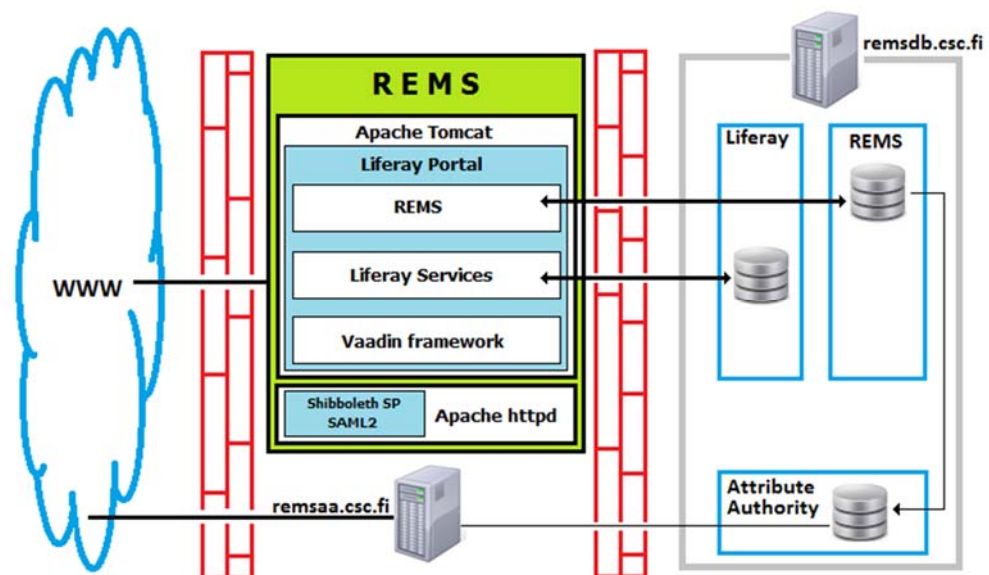 remsdb.csc.fi
REMS
Apache Tomcat
Liferay Portal
REMS
Liferay Services
Vaadin framework
Shibboleth SP
SAML2
Apache httpd
WWW
Liferay
REMS
remsaa.csc.fi
Attribute
Authority